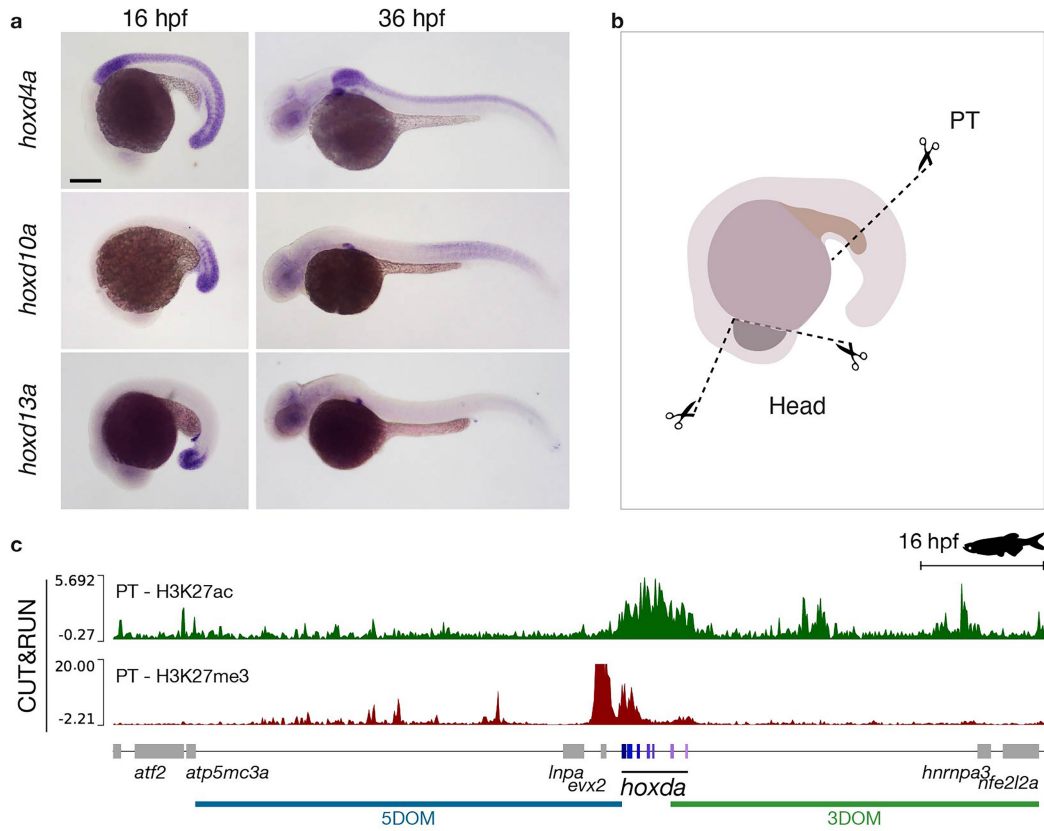 a
16 hpf
36 hpf
hoxd4a
hoxd10a
hoxd13a
b
PT
Head
c
16 hpf
CUT&RUN
5.692
-0.27
PT - H3K27ac
20.00
-2.21
PT - H3K27me3
atf2
atp5mc3a
lnpa
evx2
hoxda
hnrnpa3
nfe2l2a
5DOM
3DOM